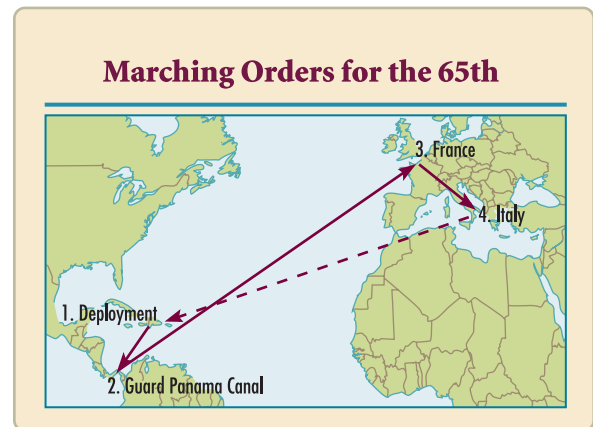 Marching Orders for the 65th
3. France
4. Italy
1. Deployment
2. Guard Panama Canal